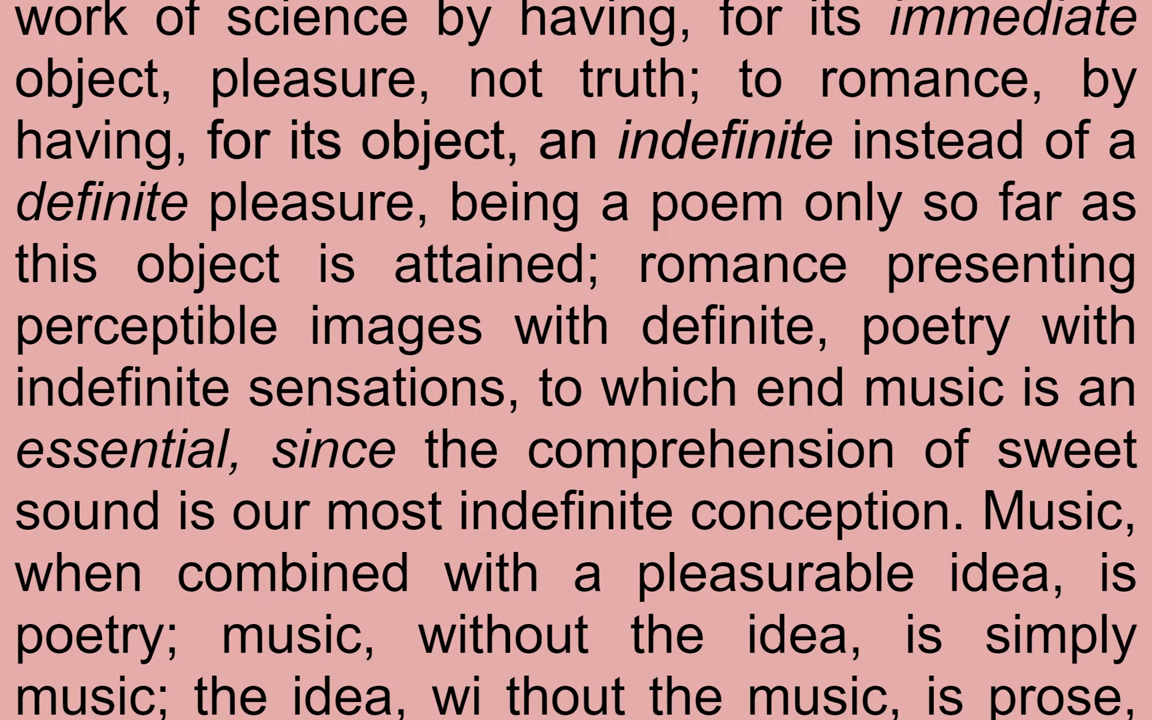 work of science by having, for its immediate
object, pleasure, not truth; to romance, by
having, for its object, an indefinite instead of a
definite pleasure, being a poem only so far as
this object is attained; romance presenting
perceptible images with definite, poetry with
indefinite sensations, to which end music is an
essential, since the comprehension of sweet
sound is our most indefinite conception. Music,
when combined with a pleasurable idea, is
poetry; music, without the idea, is simply
music; the idea, wi thout the music, is prose,